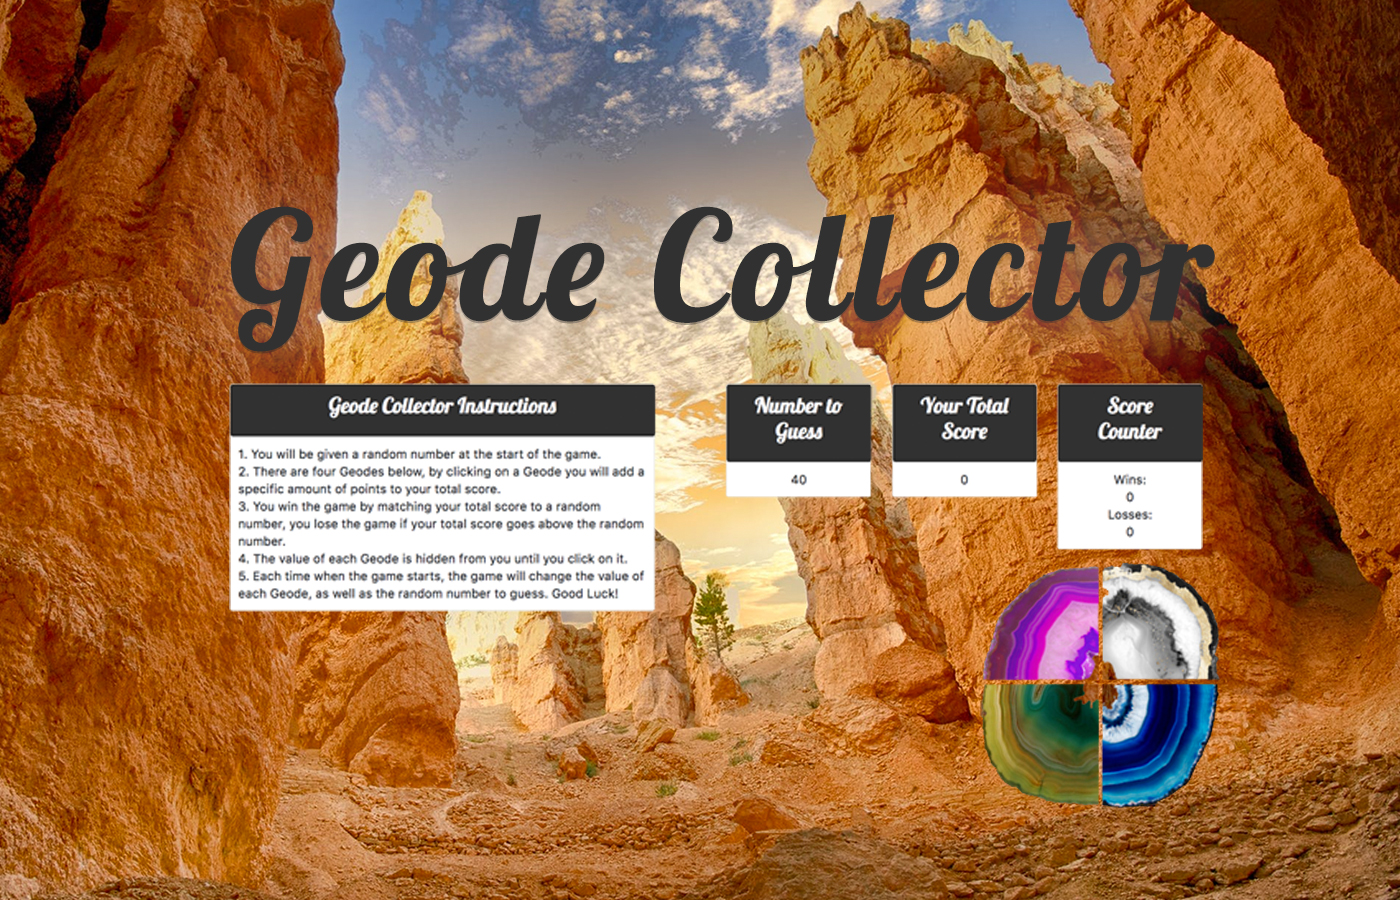 Geode Collector
Geode Collector Instructions
1. You will be given a random number at the start of the game.
2. There are four Geodes below, by clicking on a Geode you will add a
specific amount of points to your total score.
3. You win the game by matching your total score to a random
number, you lose the game if your total score goes above the random
number.
4. The value of each Geode is hidden from you until you click on it.
5. Each time when the game starts, the game will change the value of
each Geode, as well as the random number to guess. Good Luck!
Number to
Guess
40
Your Total
Score
0
Score
Counter
Wins:
0
Losses:
0